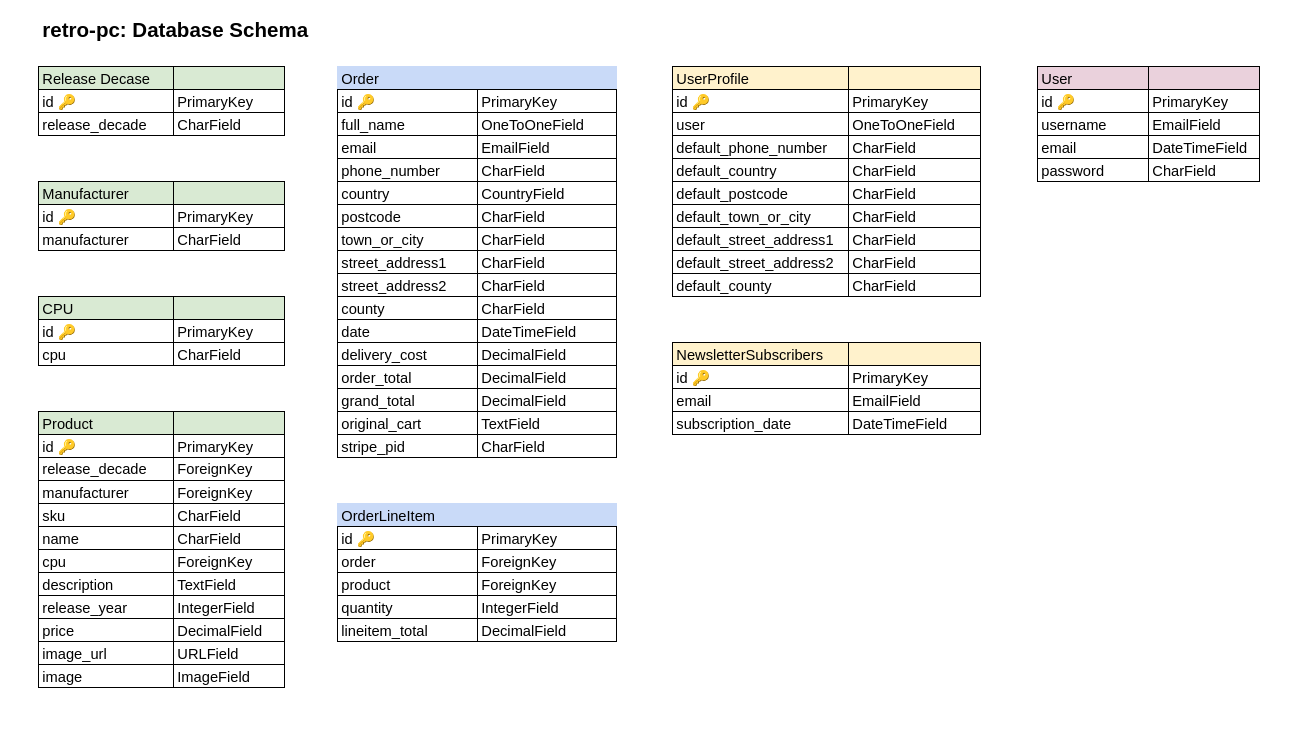 retro-pc: Database Schema
Release Decase
id 🔑 PrimaryKey
release_decade CharField
Manufacturer
id 🔑 PrimaryKey
manufacturer CharField
CPU
id 🔑 PrimaryKey
cpu CharField
Product
id 🔑 PrimaryKey
release_decade ForeignKey
manufacturer ForeignKey
sku CharField
name CharField
cpu ForeignKey
description TextField
release_year IntegerField
price DecimalField
image_url URLField
image ImageField
Order
id 🔑 PrimaryKey
full_name OneToOneField
email EmailField
phone_number CharField
country CountryField
postcode CharField
town_or_city CharField
street_address1 CharField
street_address2 CharField
county CharField
date DateTimeField
delivery_cost DecimalField
order_total DecimalField
grand_total DecimalField
original_cart TextField
stripe_pid CharField
OrderLineItem
id 🔑 PrimaryKey
order ForeignKey
product ForeignKey
quantity IntegerField
lineitem_total DecimalField
UserProfile
id 🔑 PrimaryKey
user OneToOneField
default_phone_number CharField
default_country CharField
default_postcode CharField
default_town_or_city CharField
default_street_address1 CharField
default_street_address2 CharField
default_county CharField
NewsletterSubscribers
id 🔑 PrimaryKey
email EmailField
subscription_date DateTimeField
User
id 🔑 PrimaryKey
username EmailField
email DateTimeField
password CharField